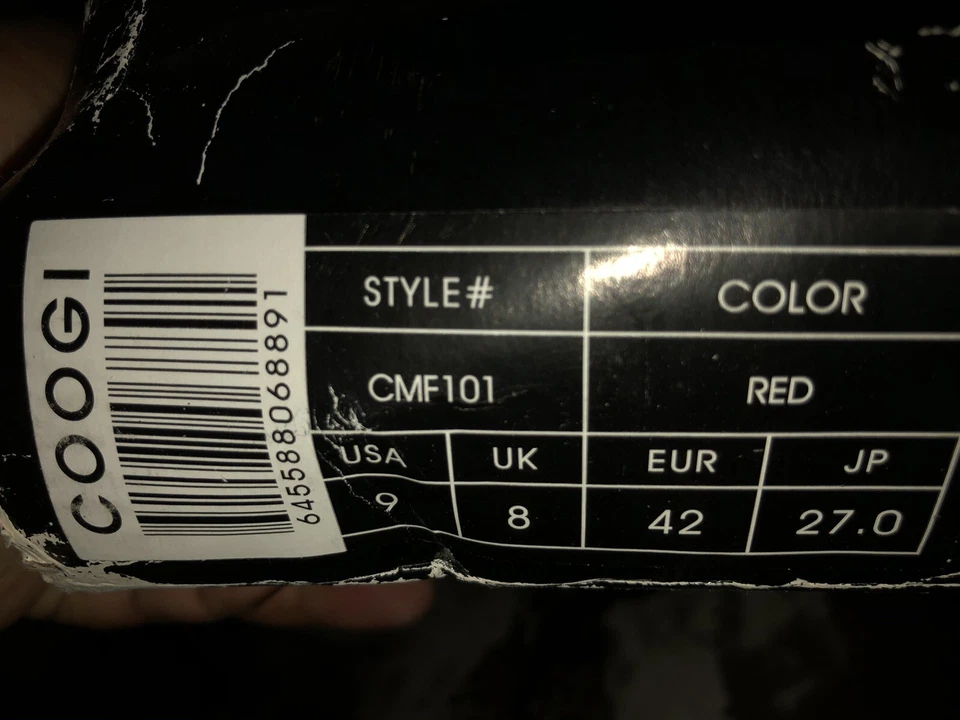 COOGI
645588068891
STYLE# COLOR
CMF101 RED
USA UK EUR JP
9 8 42 27.0